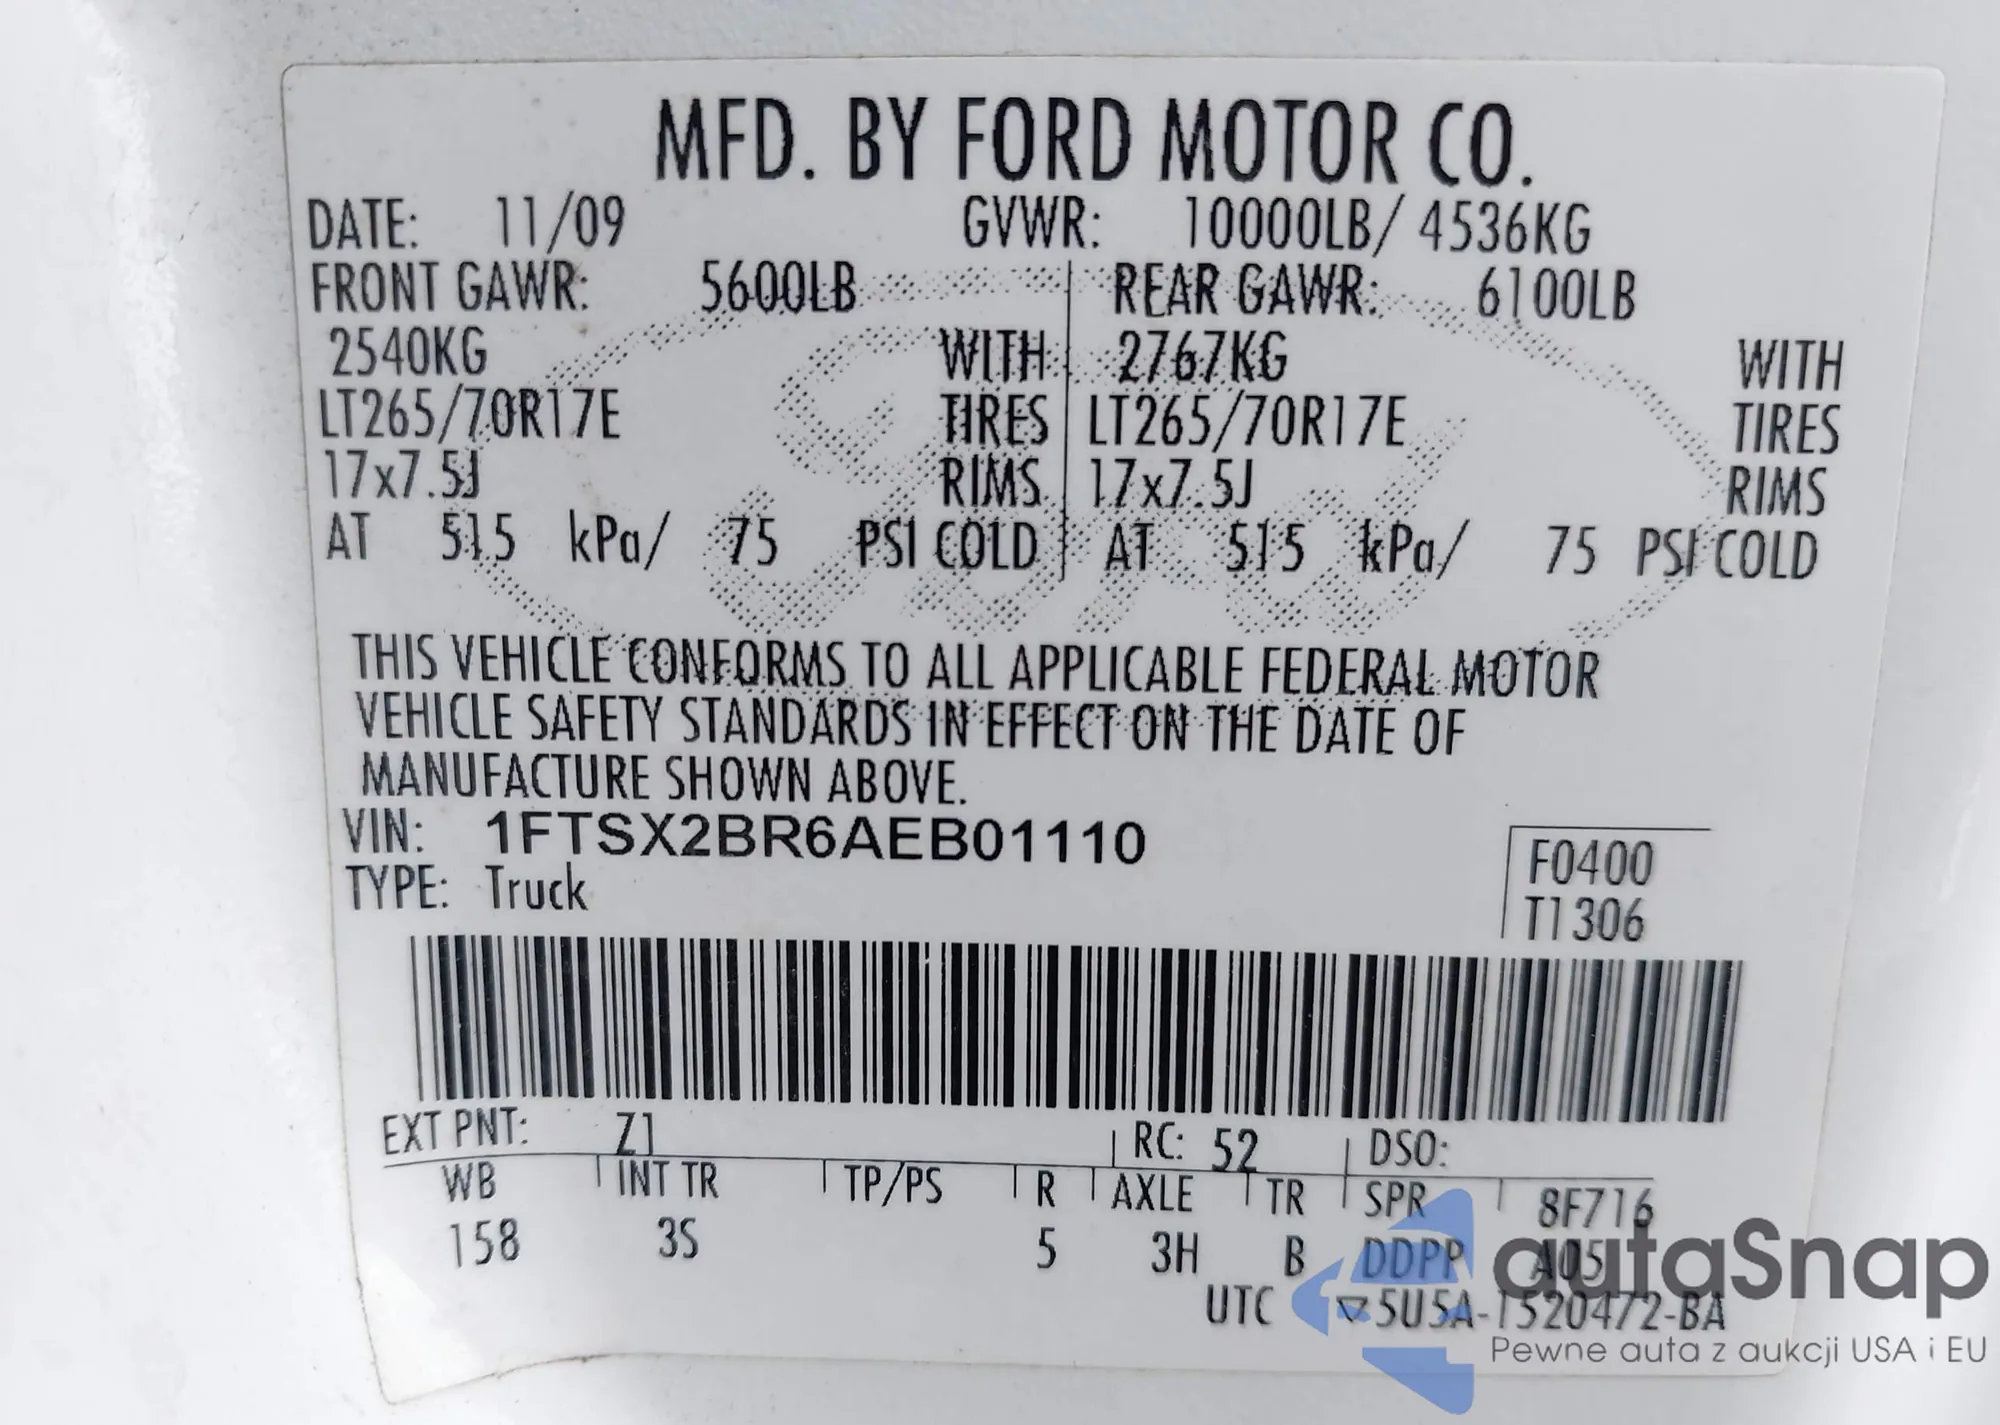 MFD. BY FORD MOTOR CO.
DATE: 11/09 GVWR: 10000LB/ 4536KG
FRONT GAWR: 5600LB REAR GAWR: 6100LB
2540KG WITH 2767KG WITH
LT265/70R17E TIRES LT265/70R17E TIRES
17x7.5J RIMS 17x7.5J RIMS
AT 515 kPa/ 75 PSI COLD AT 515 kPa/ 75 PSI COLD
THIS VEHICLE CONFORMS TO ALL APPLICABLE FEDERAL MOTOR
VEHICLE SAFETY STANDARDS IN EFFECT ON THE DATE OF
MANUFACTURE SHOWN ABOVE.
VIN: 1FTSX2BR6AEB01110
TYPE: Truck
F0400
T1306
EXT PNT: Z1 RC: 52 DSO:
WB INT TR TP/PS R AXLE TR SPR 8F716
158 3S 5 3H B DDPP A05
UTC 5U5A-1520472-BA
autaSnap
Pewne auta z aukcji USA i EU